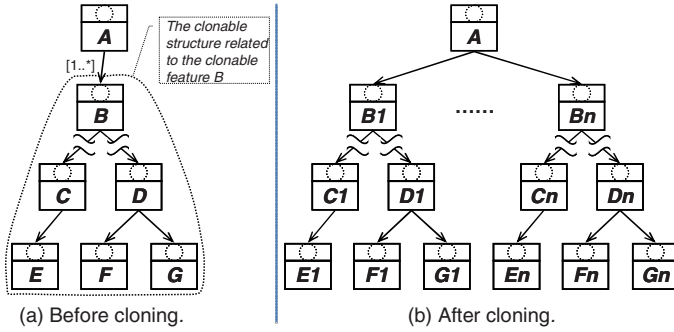 A
The clonable
structure related
to the clonable
feature B
[1..*]
B
C
D
E
F
G
(a) Before cloning.
A
B1
......
Bn
C1
D1
Cn
Dn
E1
F1
G1
En
Fn
Gn
(b) After cloning.